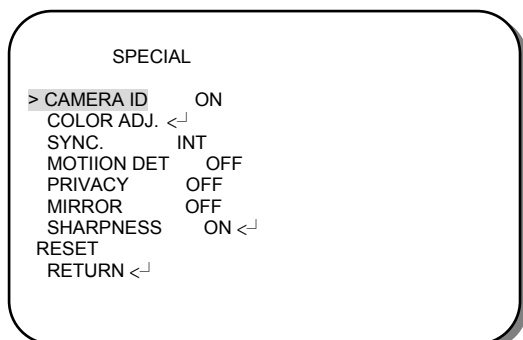 SPECIAL
> CAMERA ID ON
COLOR ADJ. <┘
SYNC. INT
MOTIION DET OFF
PRIVACY OFF
MIRROR OFF
SHARPNESS ON <┘
RESET
RETURN <┘